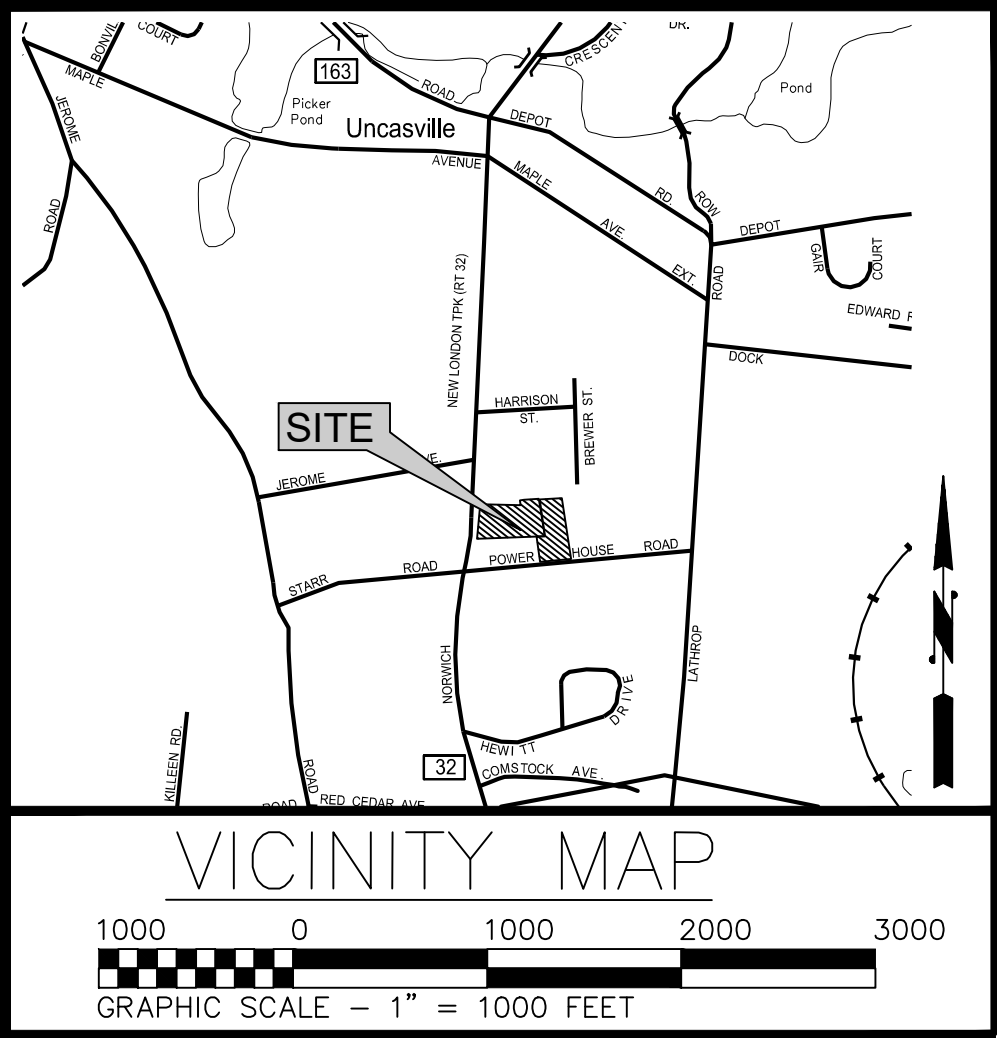 COURT
DR.
BONVIL
CRESCENT
163
MAPLE
ROAD
Pond
Picker
Pond
JEROME
DEPOT
Uncasville
AVENUE
MAPLE
RD.
ROW
ROAD
AVE.
DEPOT
GAIR
COURT
EXT.
ROAD
NEW LONDON TPK (RT 32)
EDWARD
DOCK
HARRISON
ST.
BREWER ST.
SITE
VE.
JEROME
POWER
HOUSE
ROAD
ROAD
STARR
NORWICH
LATHROP
DRIVE
HEWITT
KILLEEN RD.
32
COMSTOCK AVE.
ROAD
ROAD
RED CEDAR AVE
VICINITY MAP
1000 0 1000 2000 3000
GRAPHIC SCALE – 1” = 1000 FEET